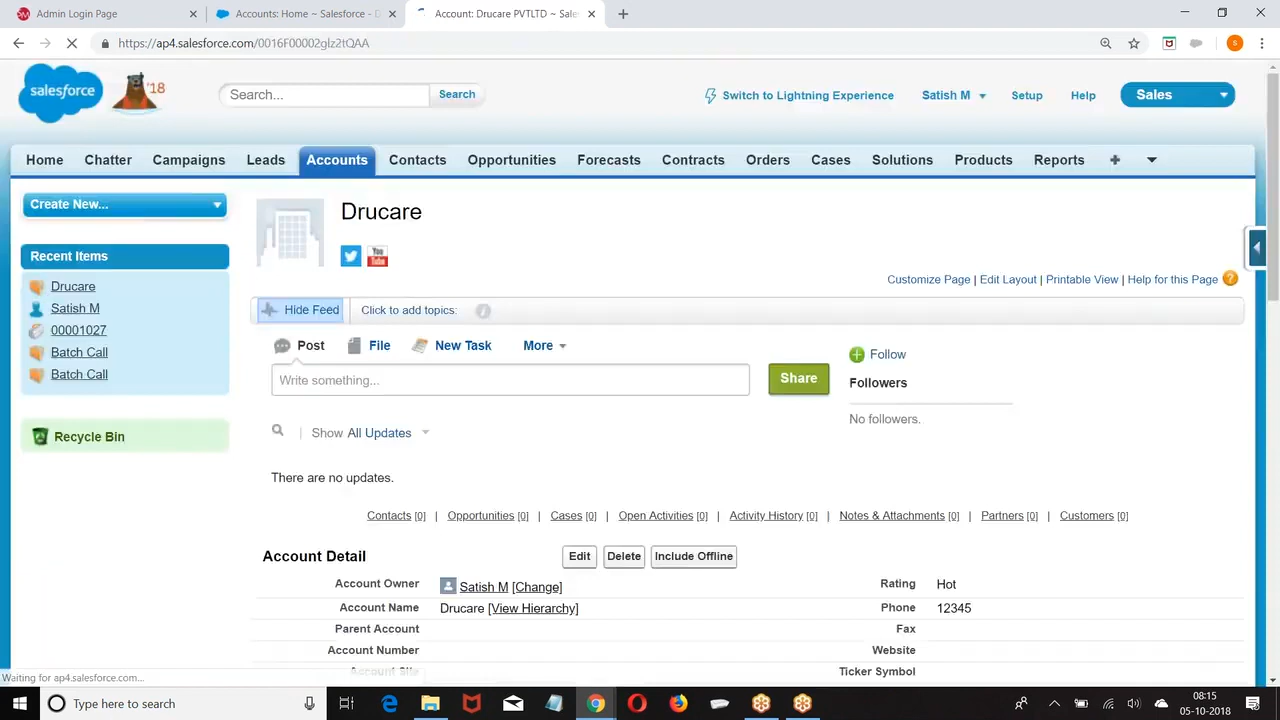 Admin Login Page
Accounts: Home ~ Salesforce - D
Account: Drucare PVTLTD ~ Sale
https://ap4.salesforce.com/0016F00002glz2tQAA
S
salesforce
'18
Search...
Search
Switch to Lightning Experience
Satish M
Setup
Help
Sales
Home
Chatter
Campaigns
Leads
Accounts
Contacts
Opportunities
Forecasts
Contracts
Orders
Cases
Solutions
Products
Reports
Create New...
Recent Items
Drucare
Satish M
00001027
Batch Call
Batch Call
Recycle Bin
Drucare
You
Tube
Customize Page | Edit Layout | Printable View | Help for this Page ?
Hide Feed
Click to add topics:
Post
File
New Task
More
Write something...
Share
Follow
Followers
No followers.
Show All Updates
There are no updates.
Contacts [0] | Opportunities [0] | Cases [0] | Open Activities [0] | Activity History [0] | Notes & Attachments [0] | Partners [0] | Customers [0]
Account Detail
Edit
Delete
Include Offline
Account Owner
Satish M [Change]
Rating
Hot
Account Name
Drucare [View Hierarchy]
Phone
12345
Parent Account
Fax
Account Number
Website
Account Site
Ticker Symbol
Waiting for ap4.salesforce.com...
Type here to search
08:15
05-10-2018